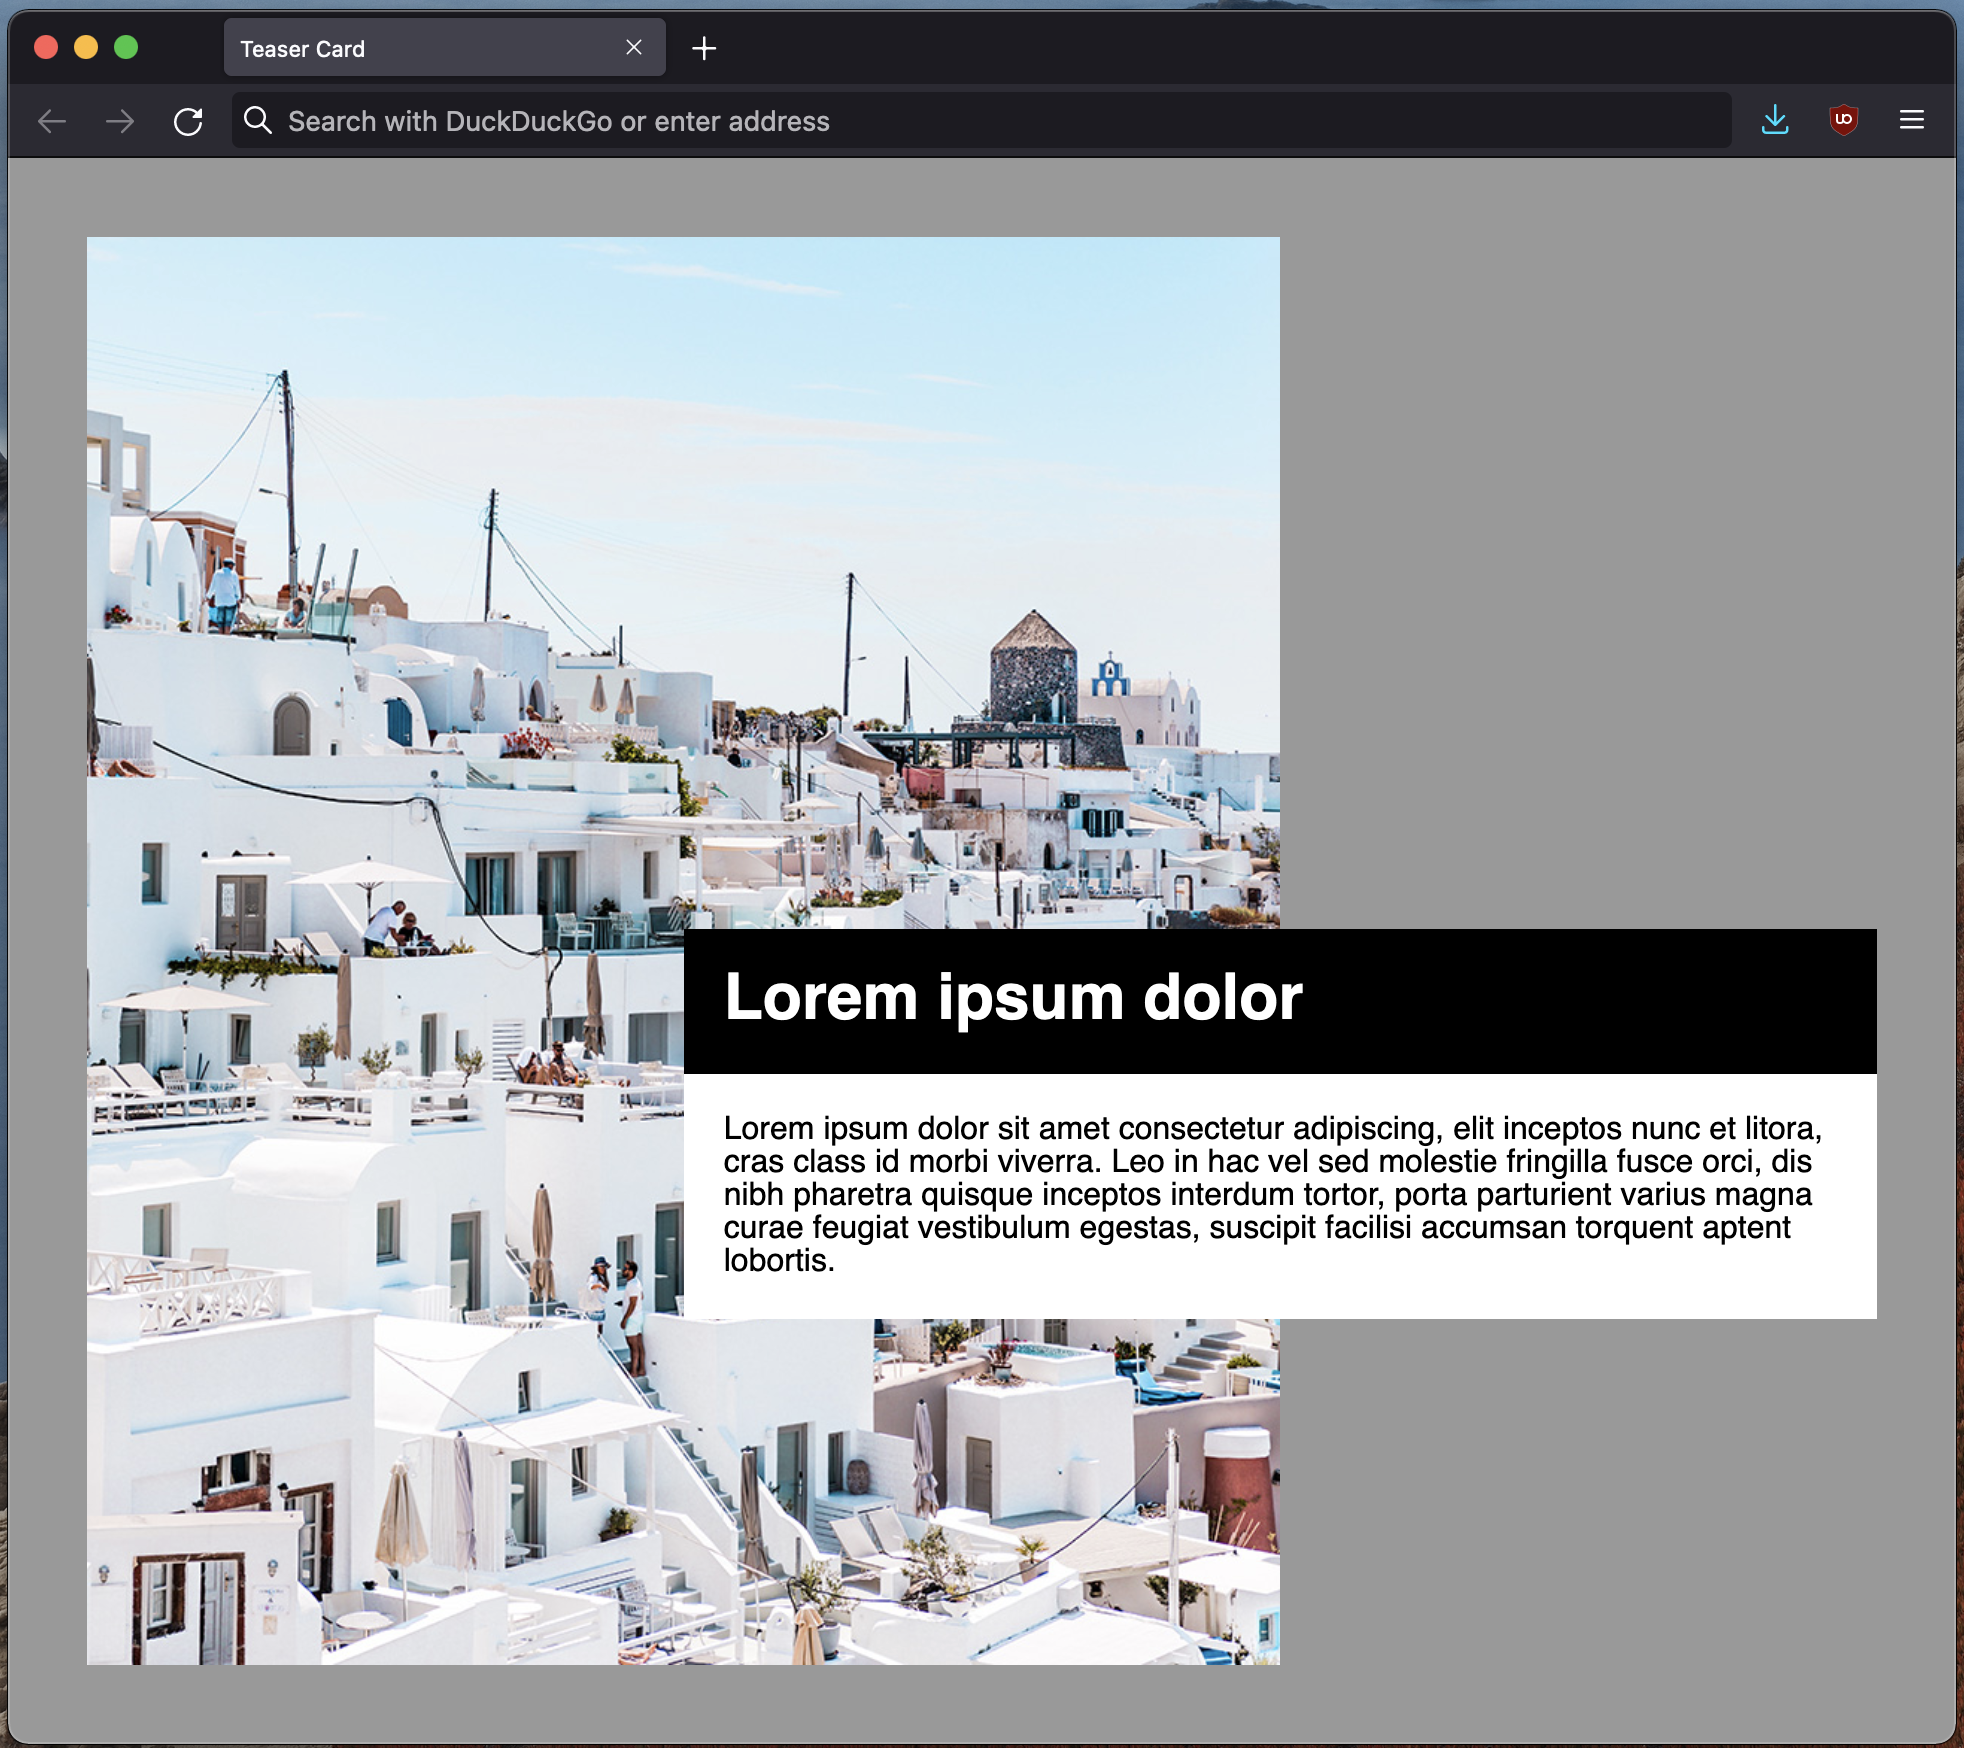 Teaser Card
Search with DuckDuckGo or enter address
Lorem ipsum dolor
Lorem ipsum dolor sit amet consectetur adipiscing, elit inceptos nunc et litora,
cras class id morbi viverra. Leo in hac vel sed molestie fringilla fusce orci, dis
nibh pharetra quisque inceptos interdum tortor, porta parturient varius magna
curae feugiat vestibulum egestas, suscipit facilisi accumsan torquent aptent
lobortis.